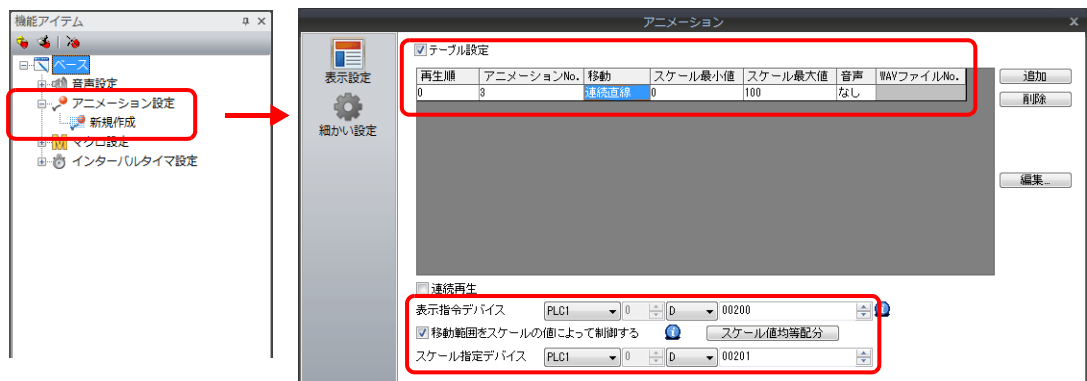 機能アイテム
ベース
音声設定
アニメーション設定
新規作成
マクロ設定
インターバルタイマ設定
アニメーション
表示設定
細かい設定
テーブル設定
再生順 アニメーションNo. 移動 スケール最小値 スケール最大値 音声 WAVファイルNo.
0 3 連続直線 0 100 なし
追加
削除
編集...
連続再生
表示指令デバイス PLC1 0 D 00200
移動範囲をスケールの値によって制御する スケール値均等配分
スケール指定デバイス PLC1 0 D 00201